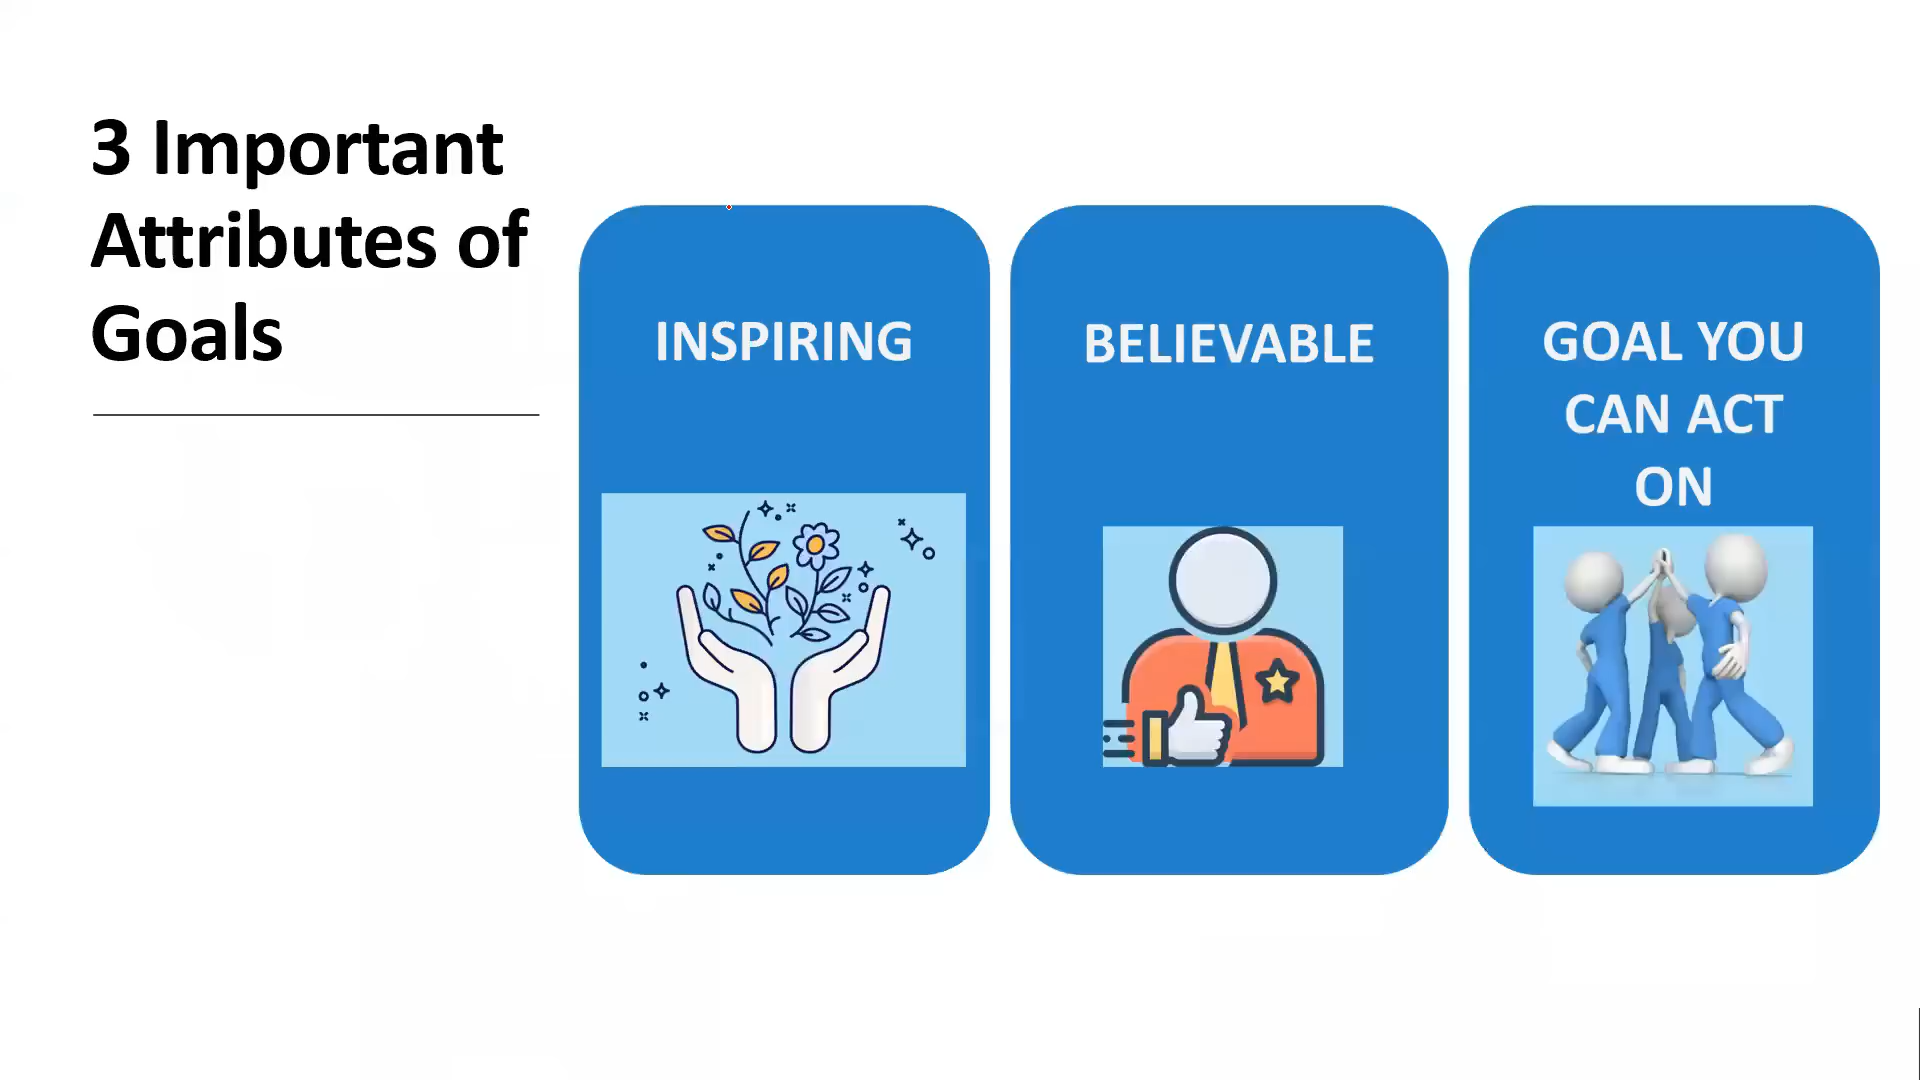 3 Important
Attributes of
Goals
INSPIRING
BELIEVABLE
GOAL YOU
CAN ACT
ON